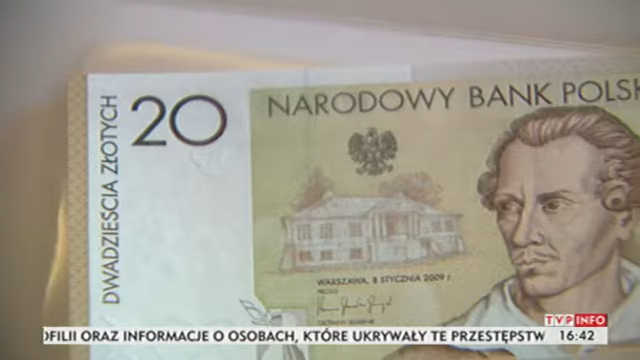 20
DWADZIEŚCIA ZŁOTYCH
NARODOWY BANK POLSK
WARSZAWA, 8 STYCZNIA 2009 r.
PREZES
OFILII ORAZ INFORMACJE O OSOBACH, KTÓRE UKRYWAŁY TE PRZESTĘPSTW
TVP INFO
16:42